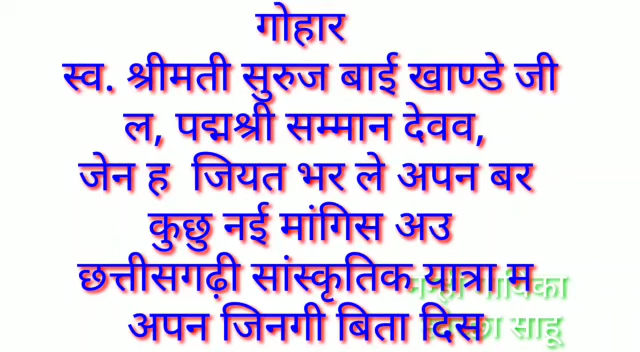 गोहार
स्व. श्रीमती सुरुज बाई खाण्डे जी
ल, पद्मश्री सम्मान देवव,
जेन ह जियत भर ले अपन बर
कुछु नई मांगिस अउ
छत्तीसगढ़ी सांस्कृतिक यात्रा म
अपन जिनगी बिता दिस
साहू